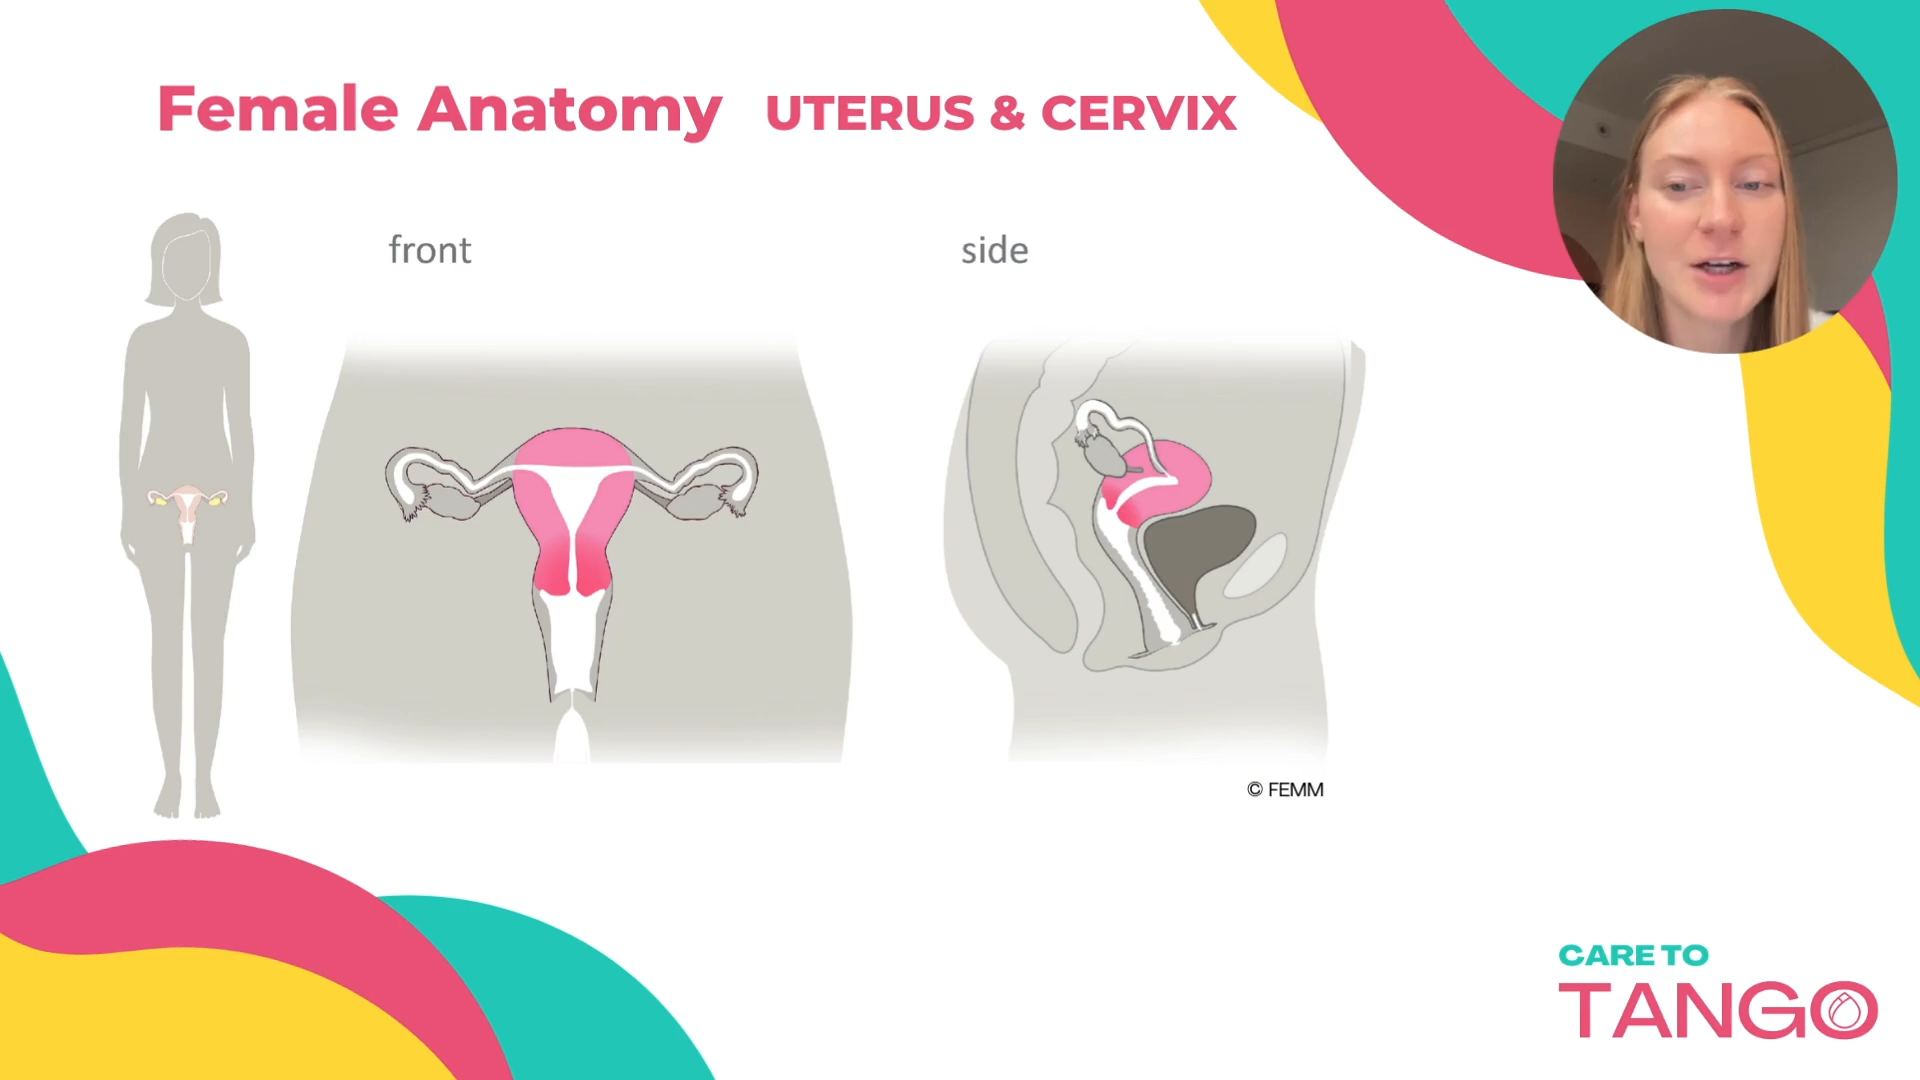 Female Anatomy UTERUS & CERVIX
front
side
© FEMM
CARE TO
TANGO